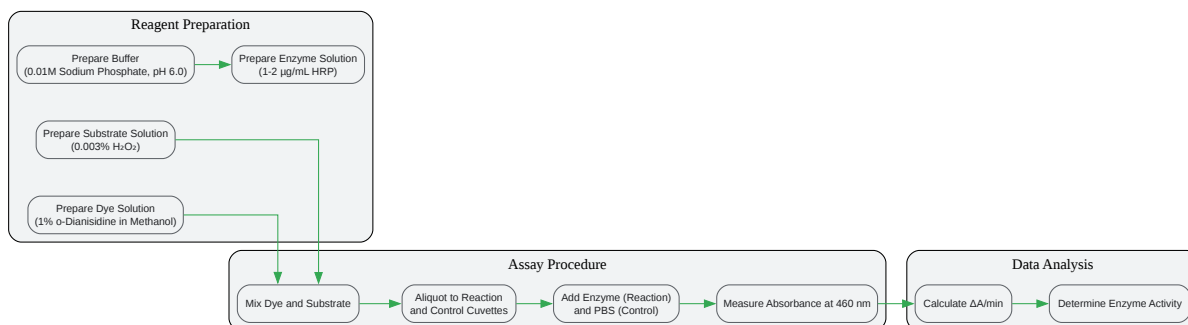 Reagent Preparation
Prepare Buffer
(0.01M Sodium Phosphate, pH 6.0)
Prepare Enzyme Solution
(1-2 µg/mL HRP)
Prepare Substrate Solution
(0.003% H₂O₂)
Prepare Dye Solution
(1% o-Dianisidine in Methanol)
Assay Procedure
Mix Dye and Substrate
Aliquot to Reaction
and Control Cuvettes
Add Enzyme (Reaction)
and PBS (Control)
Measure Absorbance at 460 nm
Data Analysis
Calculate ΔA/min
Determine Enzyme Activity